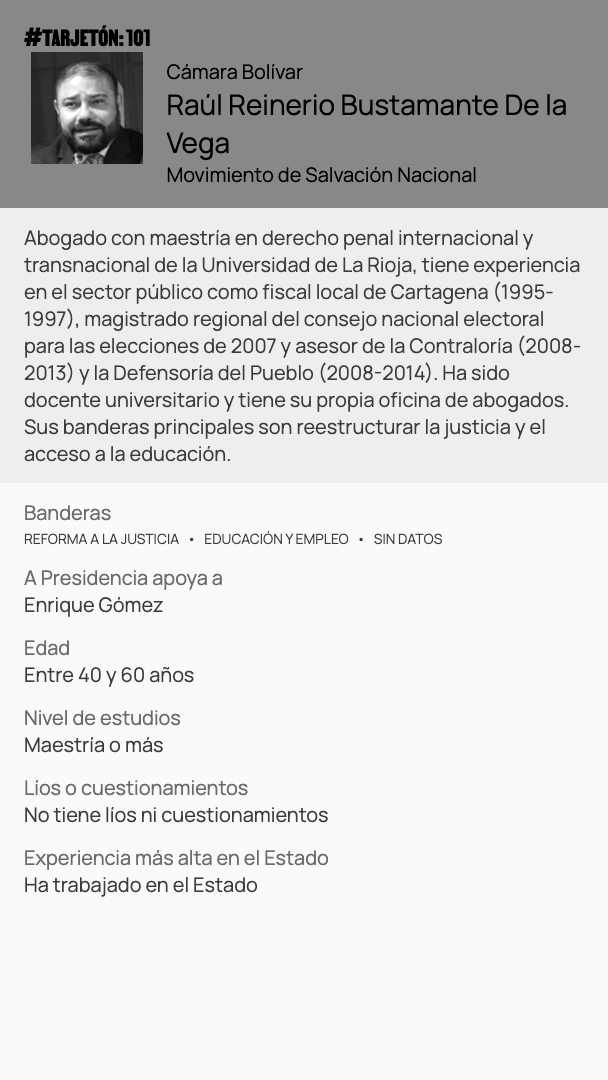 #TARJETÓN: 101
Cámara Bolívar
Raúl Reinerio Bustamante De la
Vega
Movimiento de Salvación Nacional
Abogado con maestría en derecho penal internacional y
transnacional de la Universidad de La Rioja, tiene experiencia
en el sector público como fiscal local de Cartagena (1995-
1997), magistrado regional del consejo nacional electoral
para las elecciones de 2007 y asesor de la Contraloría (2008-
2013) y la Defensoría del Pueblo (2008-2014). Ha sido
docente universitario y tiene su propia oficina de abogados.
Sus banderas principales son reestructurar la justicia y el
acceso a la educación.
Banderas
REFORMA A LA JUSTICIA • EDUCACIÓN Y EMPLEO • SIN DATOS
A Presidencia apoya a
Enrique Gómez
Edad
Entre 40 y 60 años
Nivel de estudios
Maestría o más
Líos o cuestionamientos
No tiene líos ni cuestionamientos
Experiencia más alta en el Estado
Ha trabajado en el Estado